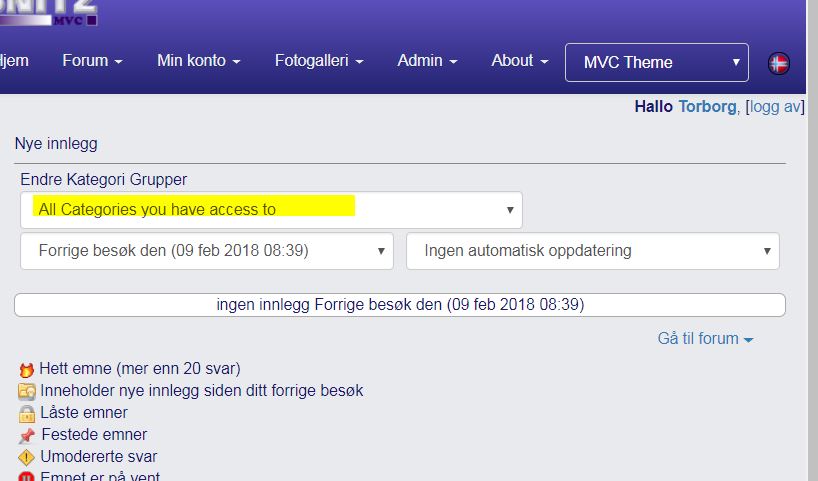 MVC
Hjem Forum Min konto Fotogalleri Admin About MVC Theme
Hallo Torborg, [logg av]
Nye innlegg
Endre Kategori Grupper
All Categories you have access to
Forrige besøk den (09 feb 2018 08:39) Ingen automatisk oppdatering
ingen innlegg Forrige besøk den (09 feb 2018 08:39)
Gå til forum
Hett emne (mer enn 20 svar)
Inneholder nye innlegg siden ditt forrige besøk
Låste emner
Festede emner
Umodererte svar
Emnet er på vent